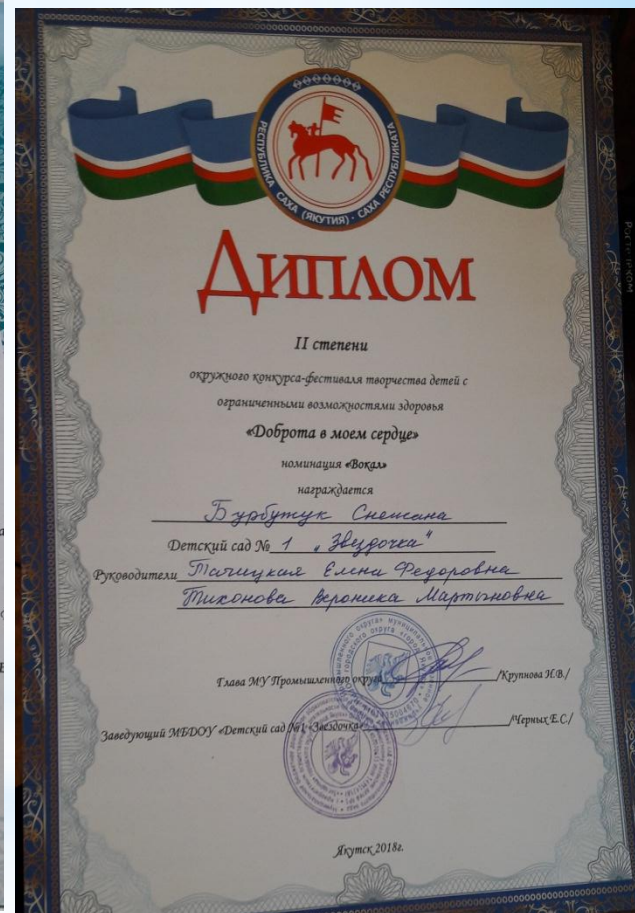 РЕСПУБЛИКА САХА (ЯКУТИЯ) · САХА РЕСПУБЛИКАТА
Диплом
II степени
окружного конкурса-фестиваля творчества детей с
ограниченными возможностями здоровья
«Доброта в моем сердце»
номинация «Вокал»
награждается
Бурбужук Снежана
Детский сад № 1 „Звездочка"
Руководители Елена Федоровна
Тихонова Вероника Мартыновна
Глава МУ Промышленного округа /Крупнова Н.В./
Заведующий МБДОУ «Детский сад №1 «Звездочка» /Черных Е.С./
Якутск 2018г.